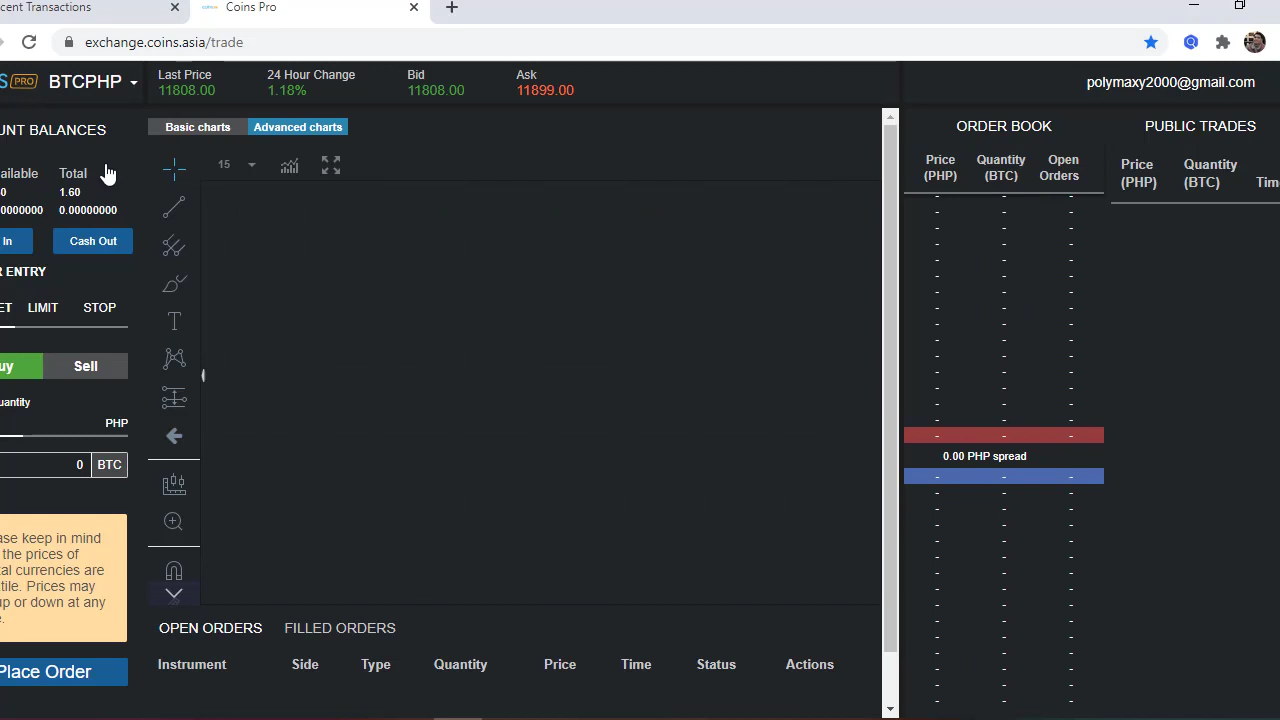 cent Transactions
Coins Pro
exchange.coins.asia/trade
S PRO BTCPHP
Last Price
11808.00
24 Hour Change
1.18%
Bid
11808.00
Ask
11899.00
polymaxy2000@gmail.com
UNT BALANCES
ailable Total
0 1.60
0000000 0.00000000
In Cash Out
R ENTRY
ET LIMIT STOP
uy Sell
uantity
PHP
0 BTC
ase keep in mind
the prices of
tal currencies are
tile. Prices may
up or down at any
e.
Place Order
Basic charts Advanced charts
15
T
OPEN ORDERS FILLED ORDERS
Instrument Side Type Quantity Price Time Status Actions
ORDER BOOK
Price (PHP)
Quantity (BTC)
Open Orders
0.00 PHP spread
PUBLIC TRADES
Price (PHP)
Quantity (BTC)
Tim